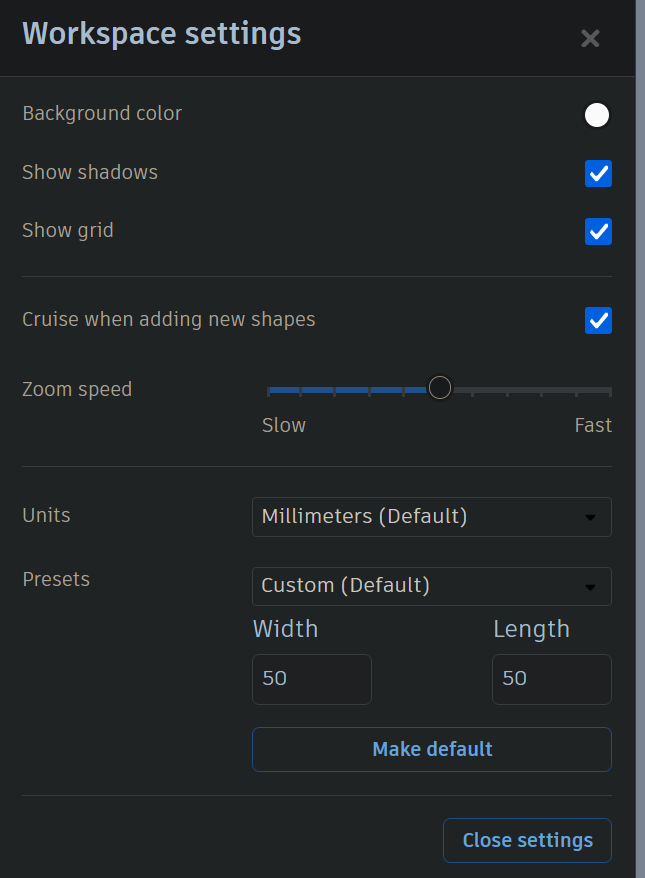 Workspace settings
Background color
Show shadows
Show grid
Cruise when adding new shapes
Zoom speed
Slow Fast
Units Millimeters (Default)
Presets Custom (Default)
Width Length
50 50
Make default
Close settings